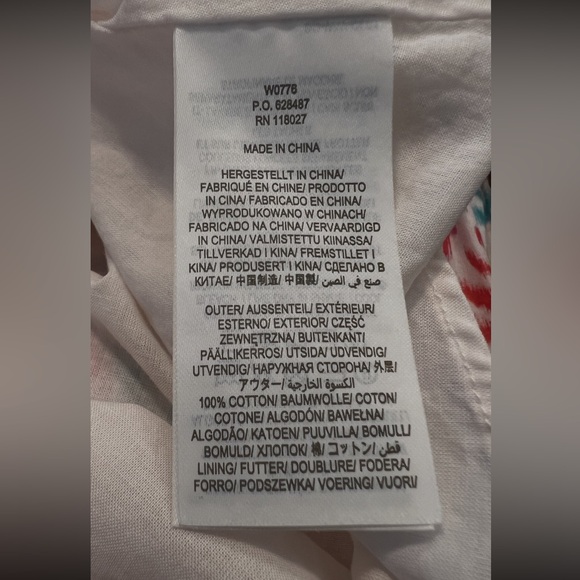 W0776
P.O. 628487
RN 118027
MADE IN CHINA
HERGESTELLT IN CHINA/
FABRIQUÉ EN CHINE/ PRODOTTO
IN CINA/ FABRICADO EN CHINA/
WYPRODUKOWANO W CHINACH/
FABRICADO NA CHINA/ VERVAARDIGD
IN CHINA/ VALMISTETTU KIINASSA/
TILLVERKAD I KINA/ FREMSTILLET I
KINA/ PRODUSERT I KINA/ СДЕЛАНО В
КИТАЕ/ 中国制造/ 中国製/ صنع في الصين
OUTER/ AUSSENTEIL/ EXTÉRIEUR/
ESTERNO/ EXTERIOR/ CZĘŚĆ
ZEWNĘTRZNA/ BUITENKANT/
PÄÄLLIKERROS/ UTSIDA/ UDVENDIG/
UTVENDIG/ НАРУЖНАЯ СТОРОНА/ 外层/
アウター/ الكسوة الخارجية/
100% COTTON/ BAUMWOLLE/ COTON/
COTONE/ ALGODÓN/ BAWEŁNA/
ALGODÃO/ KATOEN/ PUUVILLA/ BOMULL/
BOMULD/ ХЛОПОК/ 棉/ コットン/ قطن
LINING/ FUTTER/ DOUBLURE/ FODERA/
FORRO/ PODSZEWKA/ VOERING/ VUORI/